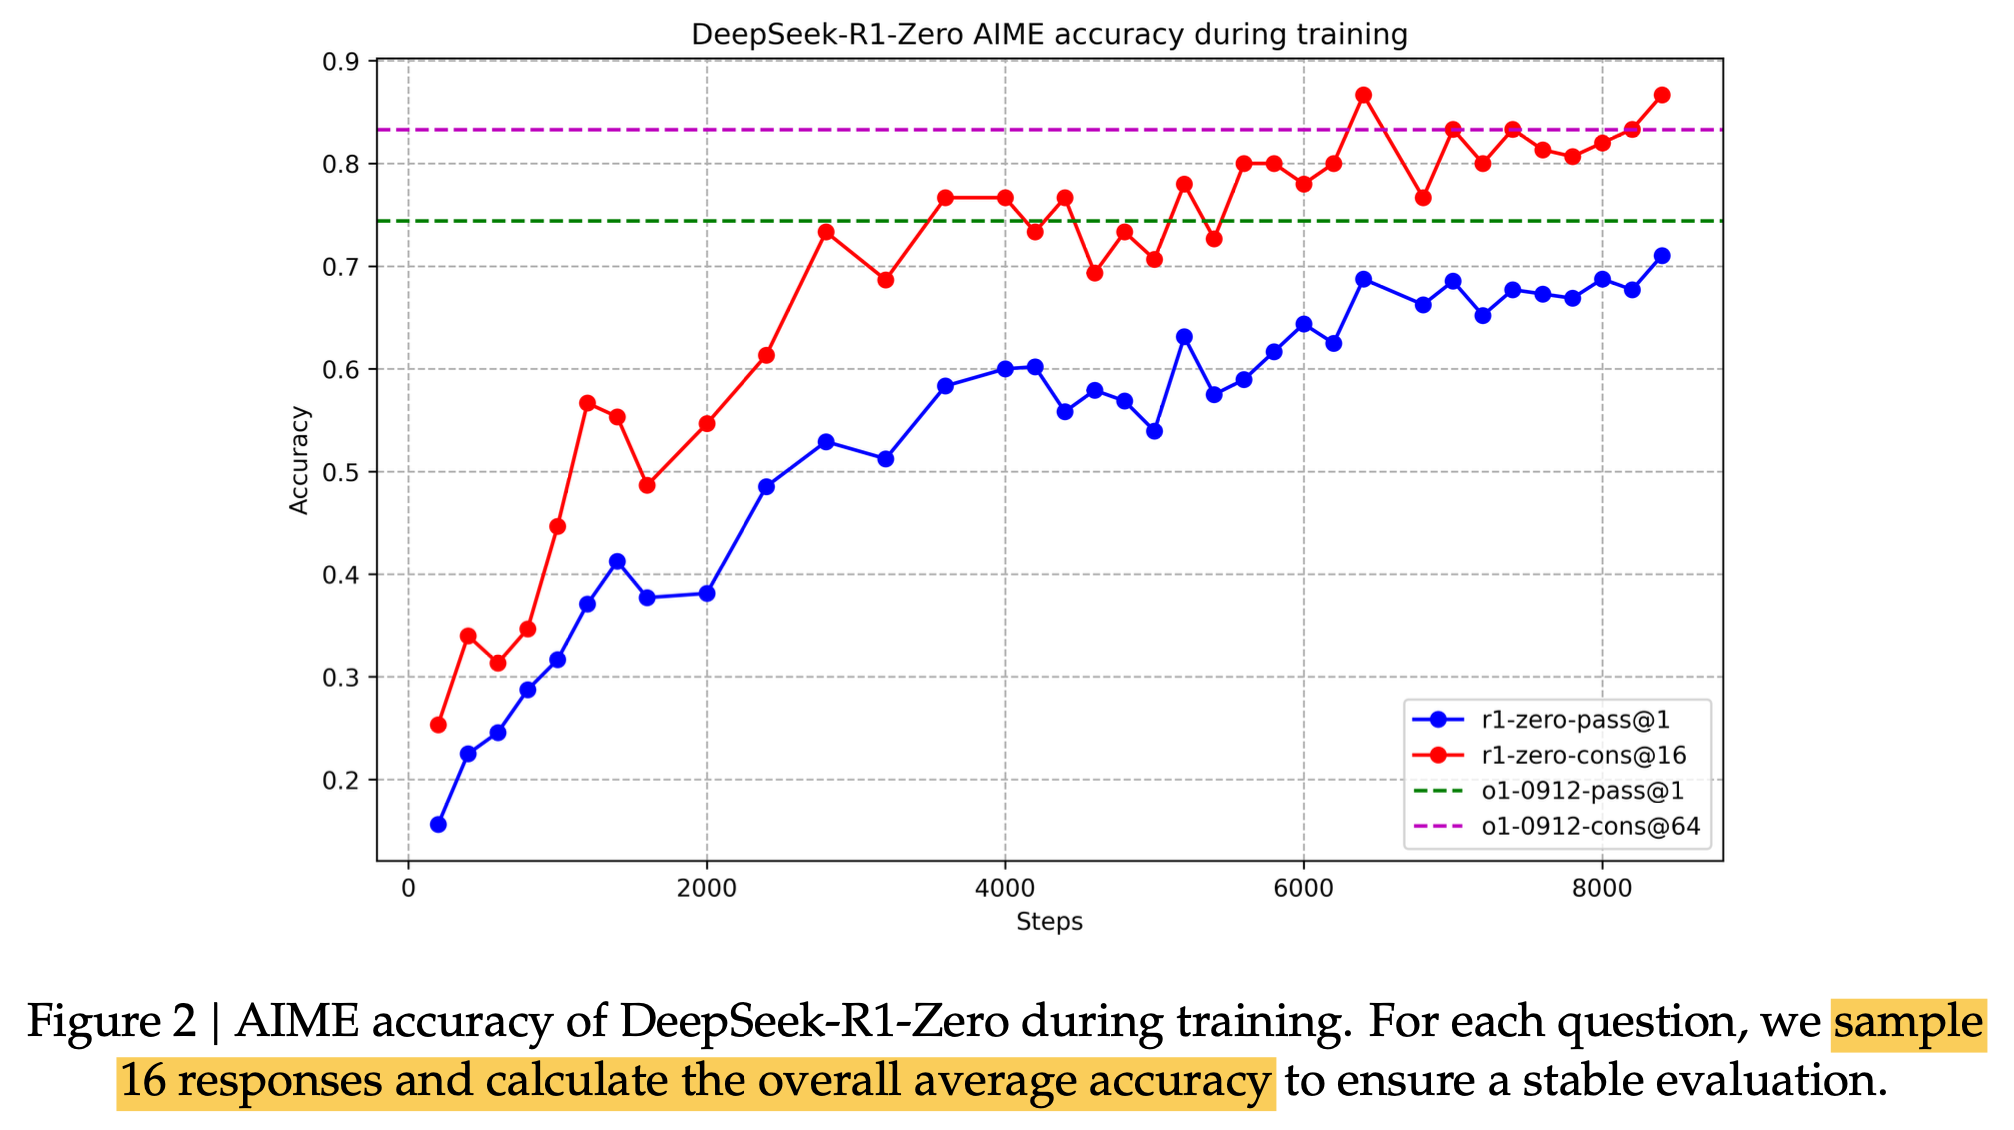 DeepSeek-R1-Zero AIME accuracy during training
0.9
0.8
0.7
0.6
0.5
0.4
0.3
0.2
Accuracy
r1-zero-pass@1
r1-zero-cons@16
o1-0912-pass@1
o1-0912-cons@64
0 2000 4000 6000 8000
Steps
Figure 2 | AIME accuracy of DeepSeek-R1-Zero during training. For each question, we sample
16 responses and calculate the overall average accuracy to ensure a stable evaluation.